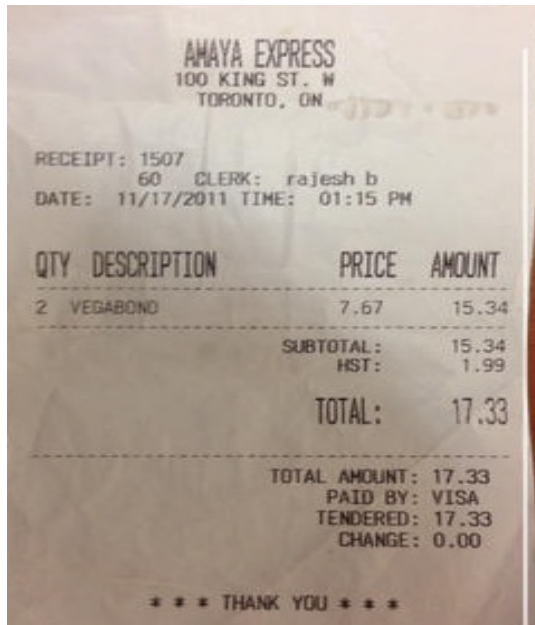 AMAYA EXPRESS
100 KING ST. W
TORONTO, ON
RECEIPT: 1507
60 CLERK: rajesh b
DATE: 11/17/2011 TIME: 01:15 PM
QTY DESCRIPTION PRICE AMOUNT
2 VEGABOND 7.67 15.34
SUBTOTAL: 15.34
HST: 1.99
TOTAL: 17.33
TOTAL AMOUNT: 17.33
PAID BY: VISA
TENDERED: 17.33
CHANGE: 0.00
* * * THANK YOU * * *